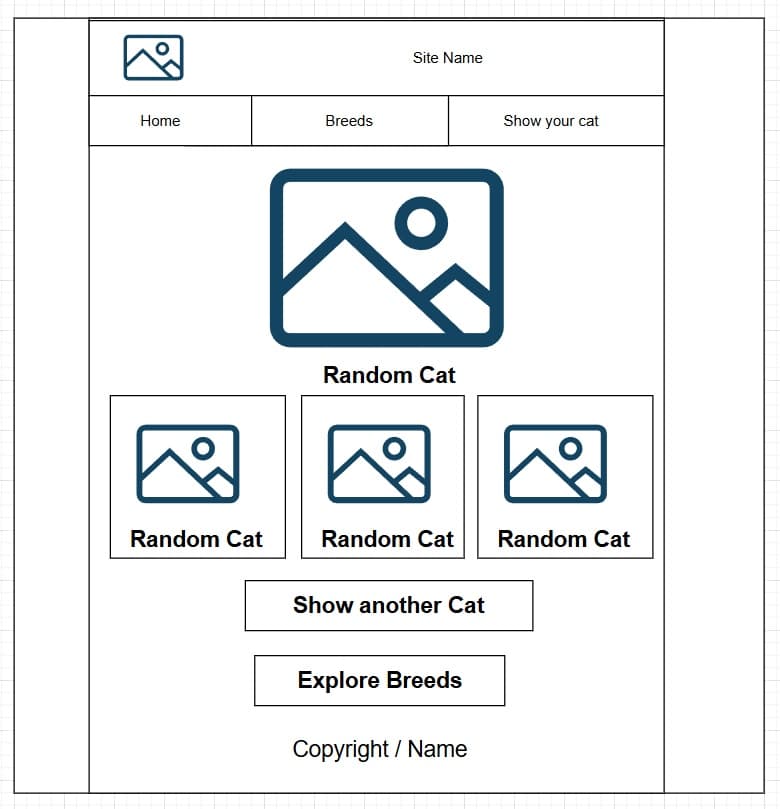 Site Name
Home
Breeds
Show your cat
Random Cat
Random Cat
Random Cat
Random Cat
Show another Cat
Explore Breeds
Copyright / Name